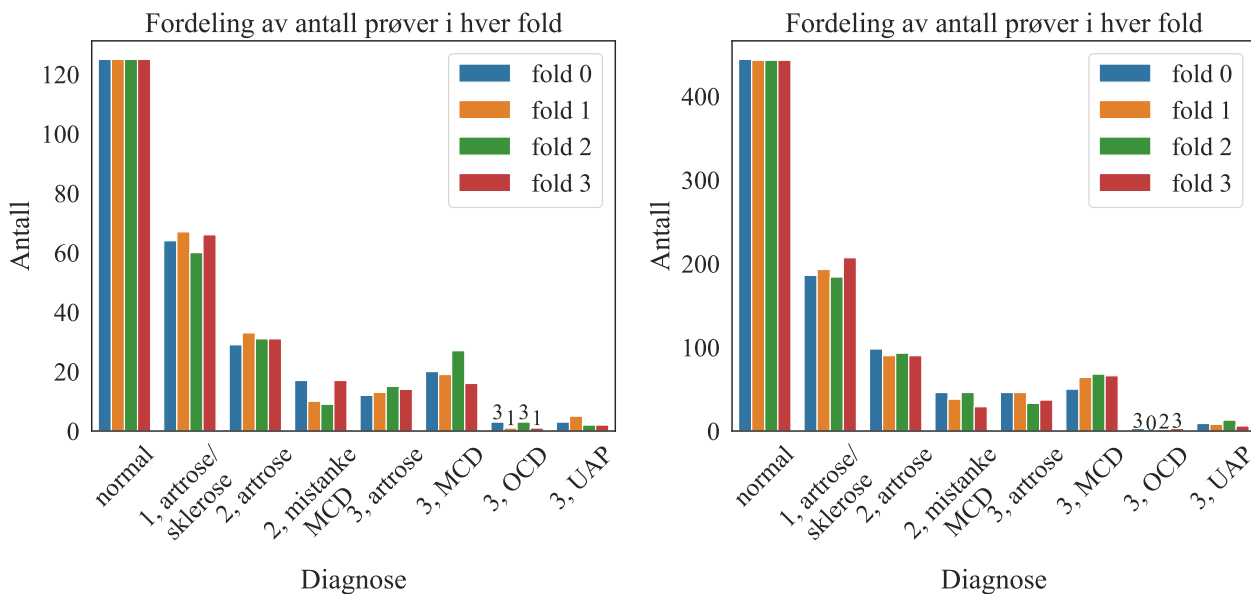 Fordeling av antall prøver i hver fold
Antall
120
100
80
60
40
20
0
fold 0
fold 1
fold 2
fold 3
3
1
3
1
normal
1, artrose/
sklerose
2, artrose
2, mistanke
MCD
3, artrose
3, MCD
3, OCD
3, UAP
Diagnose
Fordeling av antall prøver i hver fold
Antall
400
300
200
100
0
fold 0
fold 1
fold 2
fold 3
3
0
2
3
normal
1, artrose/
sklerose
2, artrose
2, mistanke
MCD
3, artrose
3, MCD
3, OCD
3, UAP
Diagnose